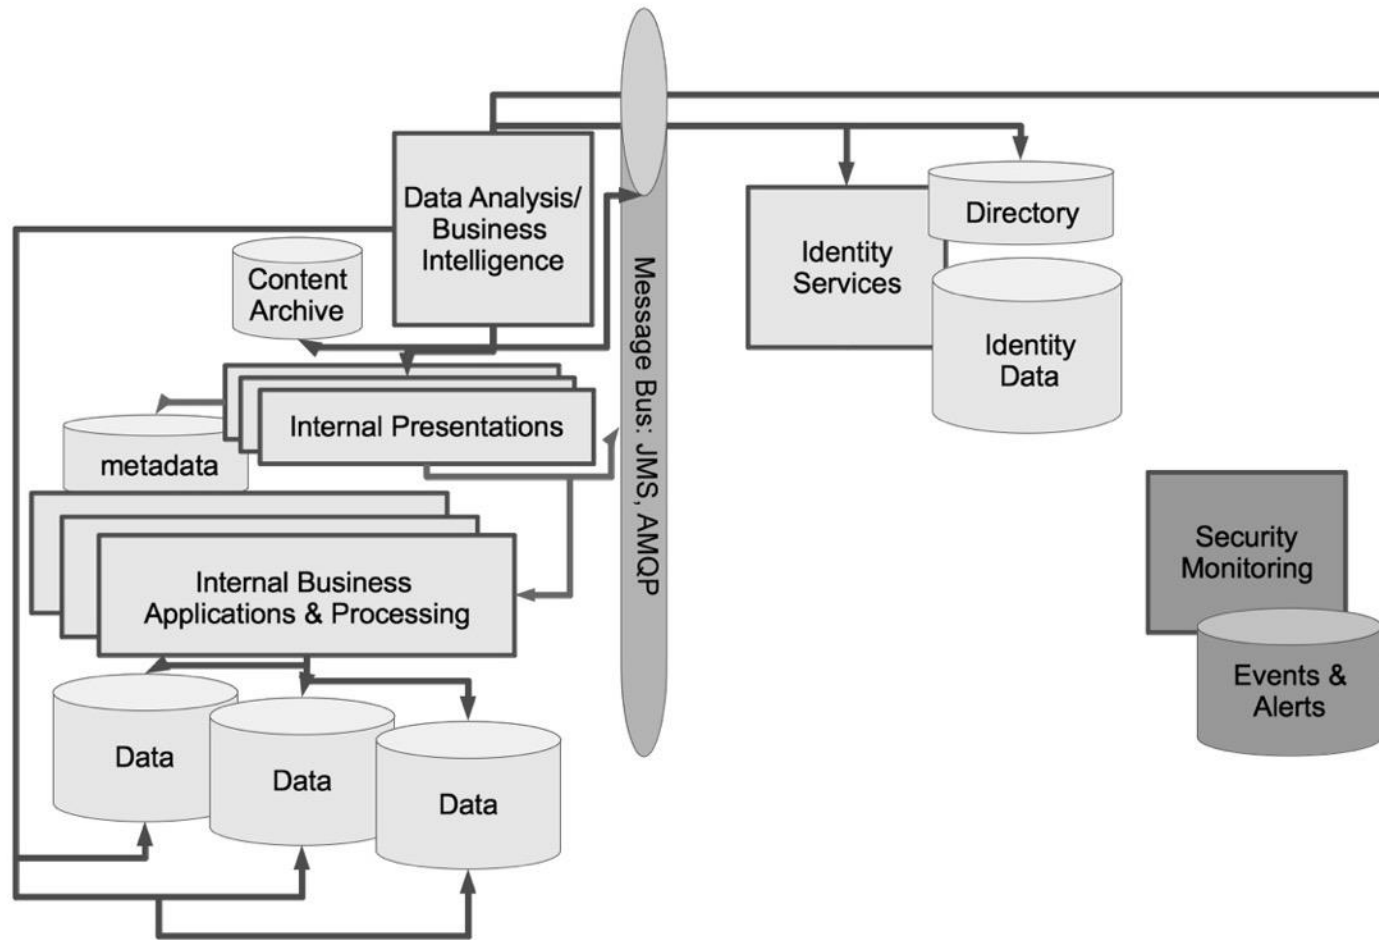 Data Analysis/
Business
Intelligence
Content
Archive
Internal Presentations
metadata
Internal Business
Applications & Processing
Data
Data
Data
Message Bus: JMS, AMQP
Identity
Services
Directory
Identity
Data
Security
Monitoring
Events &
Alerts